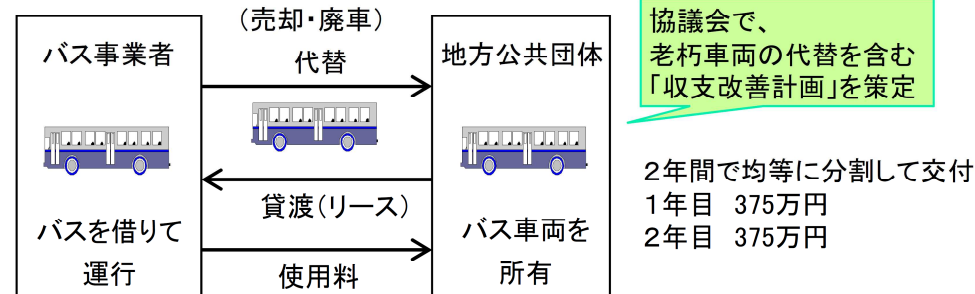 バス事業者
バスを借りて
運行
(売却・廃車)
代替
貸渡(リース)
使用料
地方公共団体
バス車両を
所有
協議会で、
老朽車両の代替を含む
「収支改善計画」を策定
２年間で均等に分割して交付
１年目　375万円
２年目　375万円